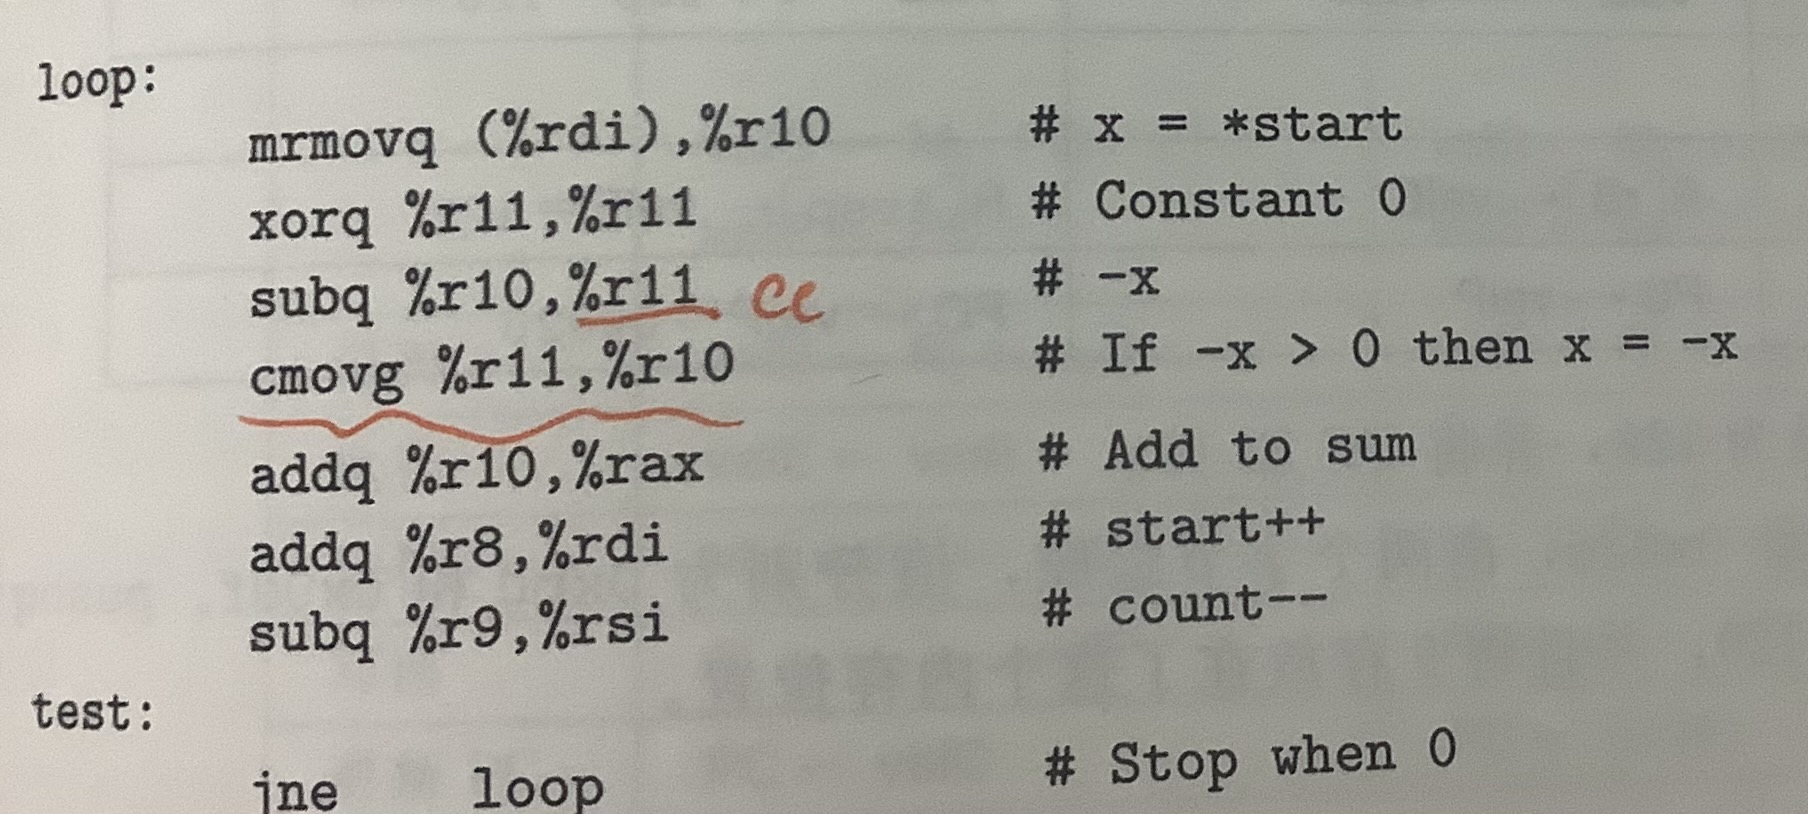 loop:
mrmovq (%rdi),%r10 # x = *start
xorq %r11,%r11 # Constant 0
subq %r10,%r11 cc # -x
cmovg %r11,%r10 # If -x > 0 then x = -x
addq %r10,%rax # Add to sum
addq %r8,%rdi # start++
subq %r9,%rsi # count--
test:
jne loop # Stop when 0